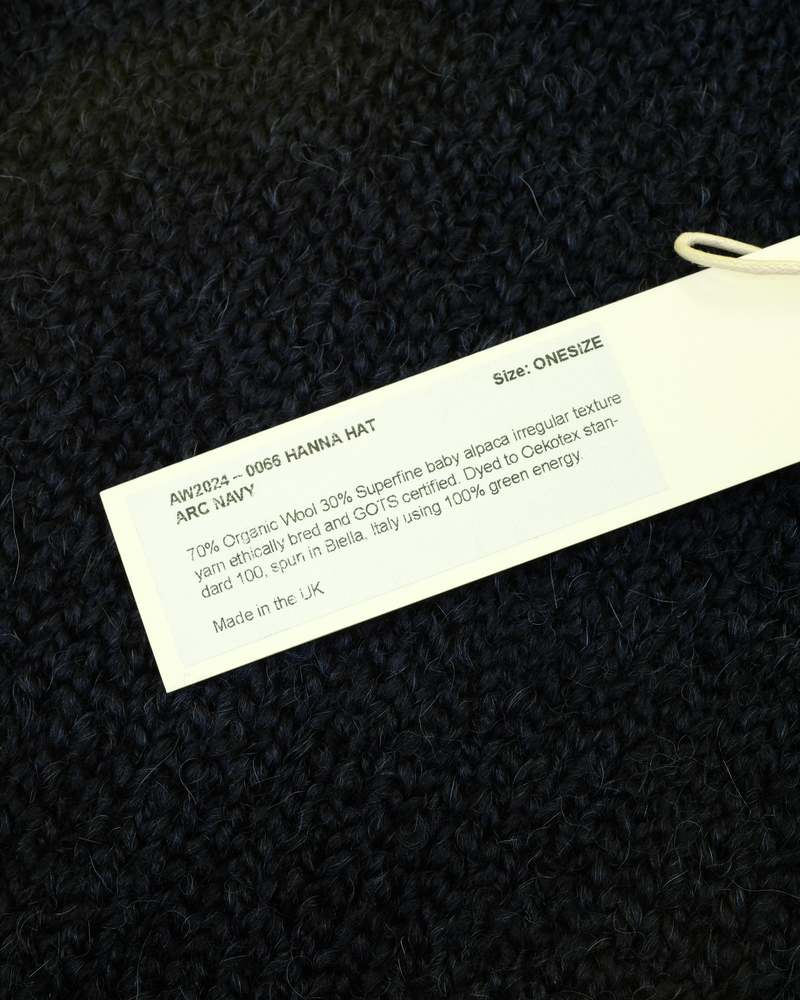 Size: ONESIZE
AW2024 – 0066 HANNA HAT
ARC NAVY
70% Organic Wool 30% Superfine baby alpaca irregular texture
yarn ethically bred and GOTS certified. Dyed to Oekotex stan-
dard 100, spun in Biella, Italy using 100% green energy.
Made in the UK